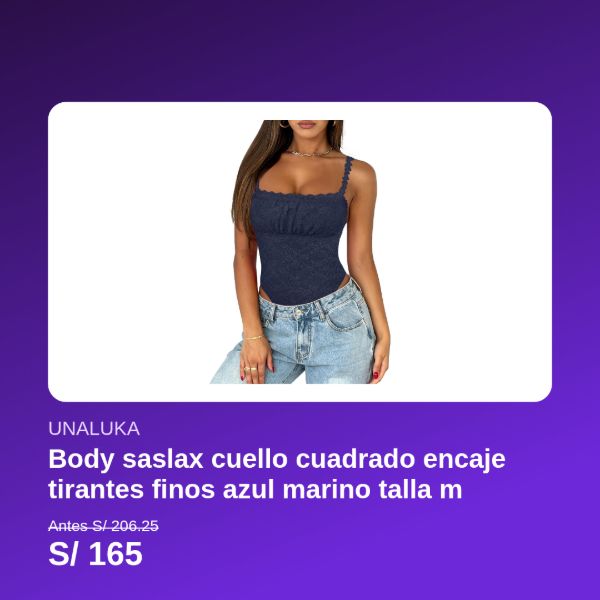 UNALUKA
Body saslax cuello cuadrado encaje
tirantes finos azul marino talla m
Antes S/ 206.25
S/ 165